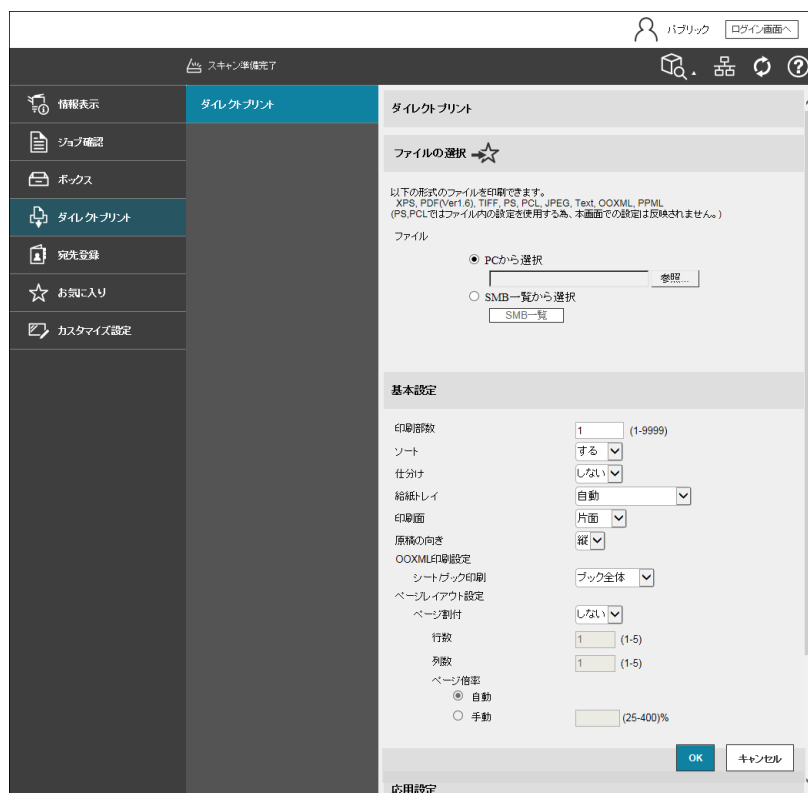 パブリック ログイン画面へ
スキャン準備完了
情報表示
ジョブ確認
ボックス
ダイレクトプリント
宛先登録
お気に入り
カスタマイズ設定
ダイレクトプリント
ダイレクトプリント
ファイルの選択
以下の形式のファイルを印刷できます。
XPS, PDF(Ver1.6), TIFF, PS, PCL, JPEG, Text, OOXML, PPML
(PS,PCLではファイル内の設定を使用する為、本画面での設定は反映されません。)
ファイル
PCから選択
参照...
SMB一覧から選択
SMB一覧
基本設定
印刷部数 1 (1-9999)
ソート する
仕分け しない
給紙トレイ 自動
印刷面 片面
原稿の向き 縦
OOXML印刷設定
シート/ブック印刷 ブック全体
ページレイアウト設定
ページ割付 しない
行数 1 (1-5)
列数 1 (1-5)
ページ倍率
自動
手動 (25-400)%
OK キャンセル
応用設定